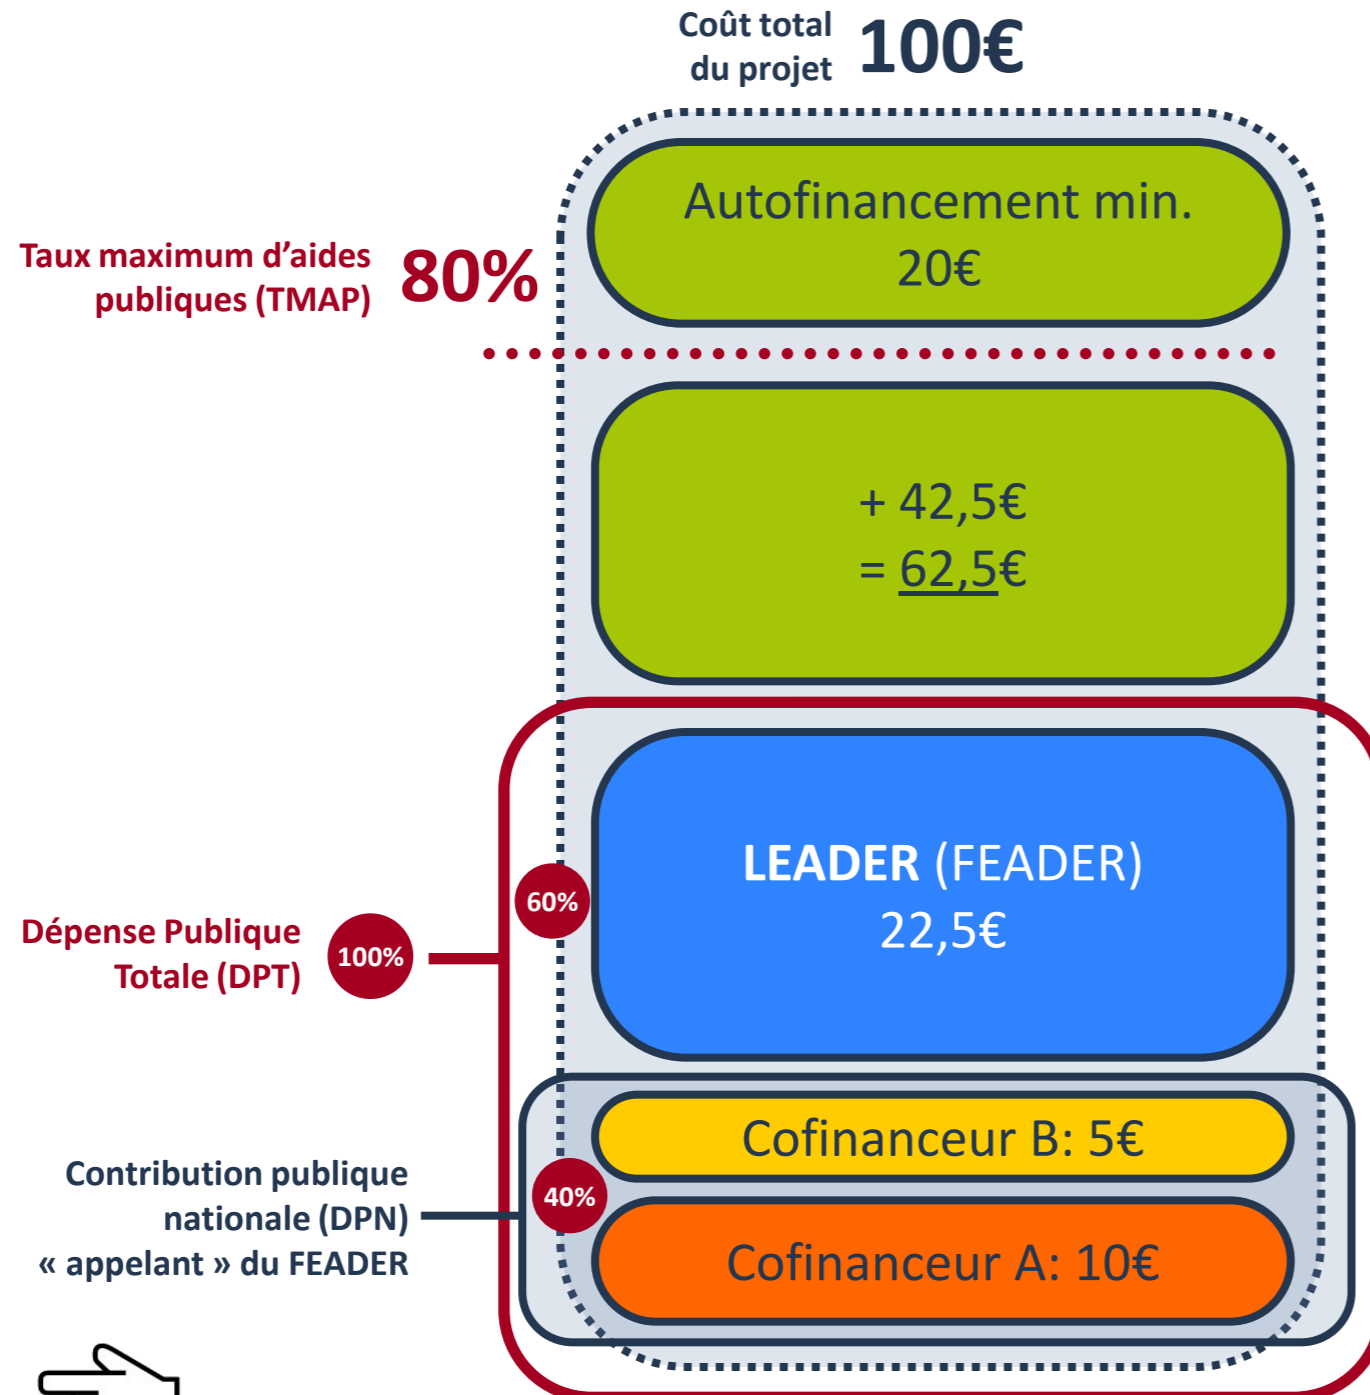 Coût total
du projet
100€
Autofinancement min.
20€
Taux maximum d'aides
publiques (TMAP)
80%
+ 42,5€
= 62,5€
LEADER (FEADER)
22,5€
60%
Dépense Publique
Totale (DPT)
100%
Cofinanceur B: 5€
40%
Contribution publique
nationale (DPN)
« appelant » du FEADER
Cofinanceur A: 10€